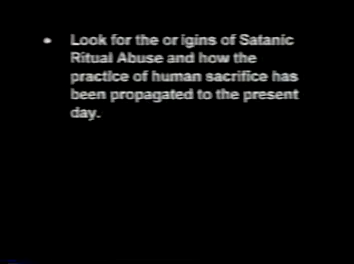 • Look for the or igins of Satanic
Ritual Abuse and how the
practice of human sacrifice has
been propagated to the present
day.